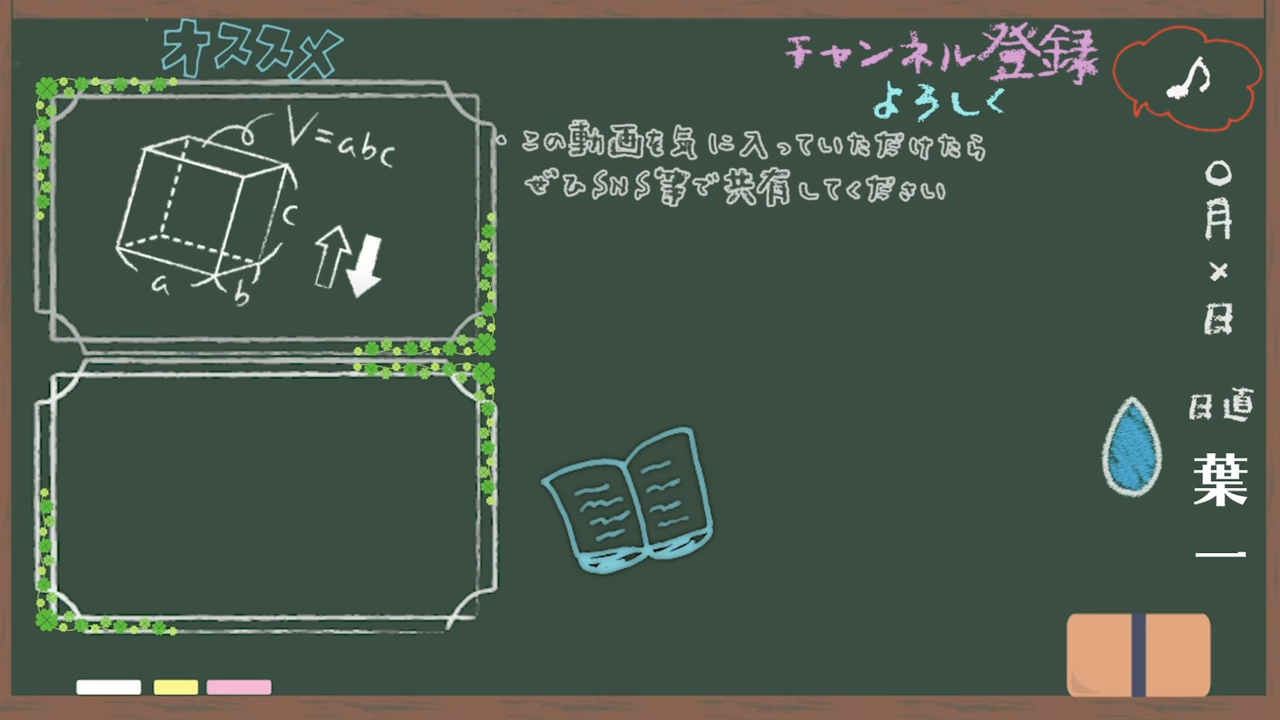 オススメ
チャンネル登録
よろしく
♪
V=abc
a
b
c
・この動画を気に入っていただけたら
ぜひSNS等で共有してください
○月×日
日直
葉一